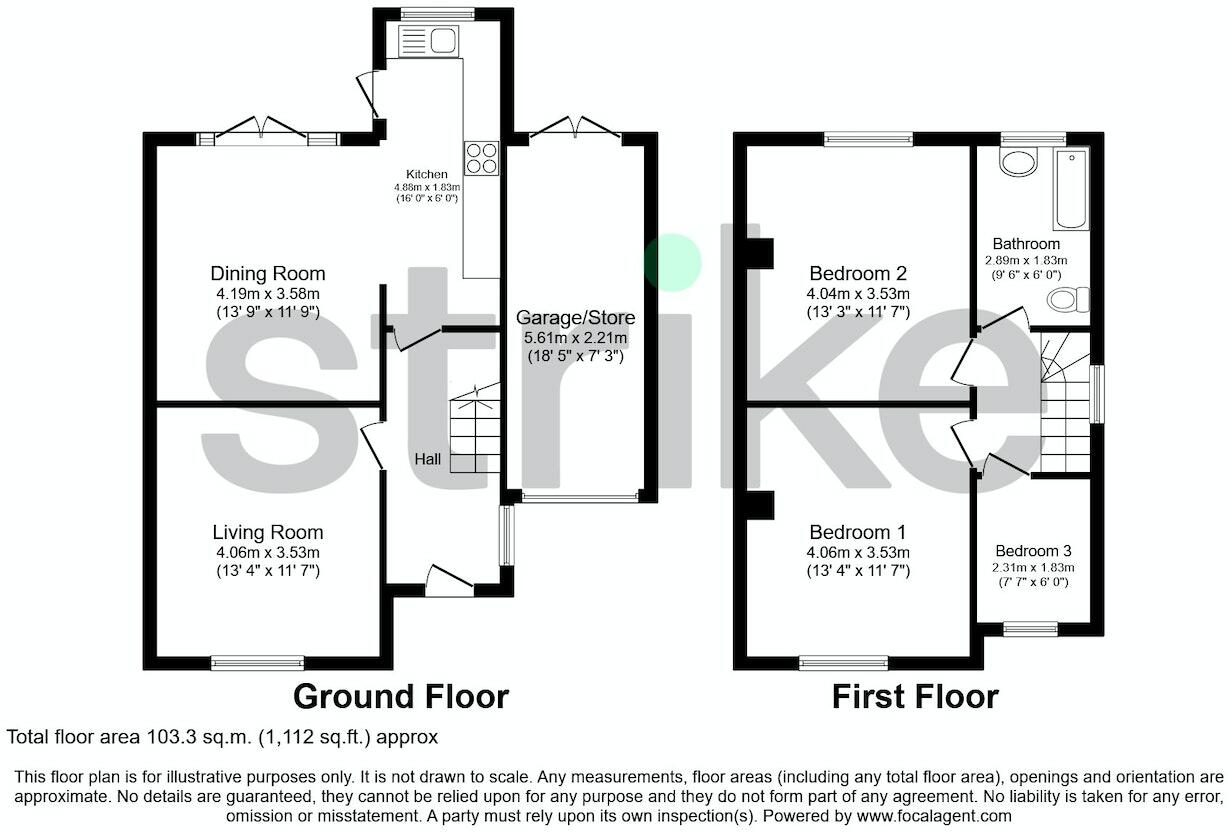 Kitchen
4.88m x 1.83m
(16' 0" x 6' 0")
Dining Room
4.19m x 3.58m
(13' 9" x 11' 9")
Garage/Store
5.61m x 2.21m
(18' 5" x 7' 3")
Hall
Living Room
4.06m x 3.53m
(13' 4" x 11' 7")
Ground Floor
Bathroom
2.89m x 1.83m
(9' 6" x 6' 0")
Bedroom 2
4.04m x 3.53m
(13' 3" x 11' 7")
Bedroom 1
4.06m x 3.53m
(13' 4" x 11' 7")
Bedroom 3
2.31m x 1.83m
(7' 7" x 6' 0")
First Floor
strike
Total floor area 103.3 sq.m. (1,112 sq.ft.) approx
This floor plan is for illustrative purposes only. It is not drawn to scale. Any measurements, floor areas (including any total floor area), openings and orientation are
approximate. No details are guaranteed, they cannot be relied upon for any purpose and they do not form part of any agreement. No liability is taken for any error,
omission or misstatement. A party must rely upon its own inspection(s). Powered by www.focalagent.com